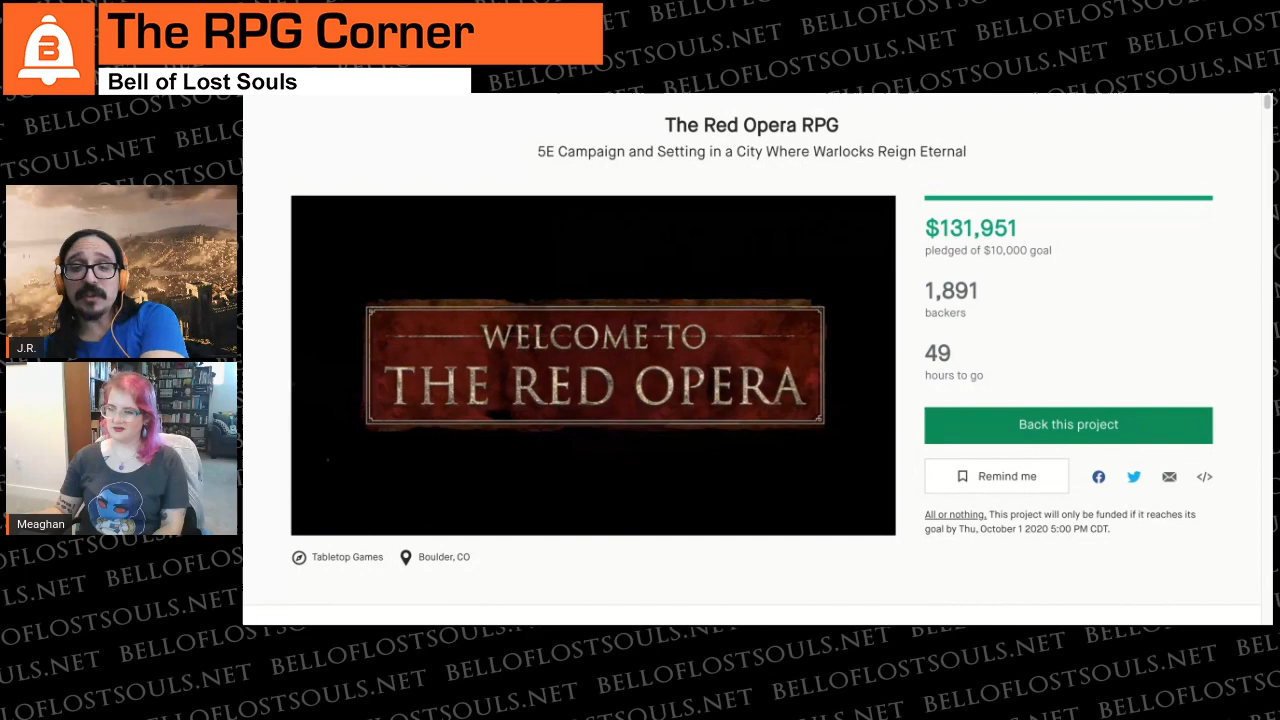 The RPG Corner
Bell of Lost Souls
B
The Red Opera RPG
5E Campaign and Setting in a City Where Warlocks Reign Eternal
WELCOME TO
THE RED OPERA
$131,951
pledged of $10,000 goal
1,891
backers
49
hours to go
Back this project
Remind me
All or nothing. This project will only be funded if it reaches its
goal by Thu, October 1 2020 5:00 PM CDT.
Tabletop Games
Boulder, CO
J.R.
Meaghan
BELLOFLOSTSOULS.NET